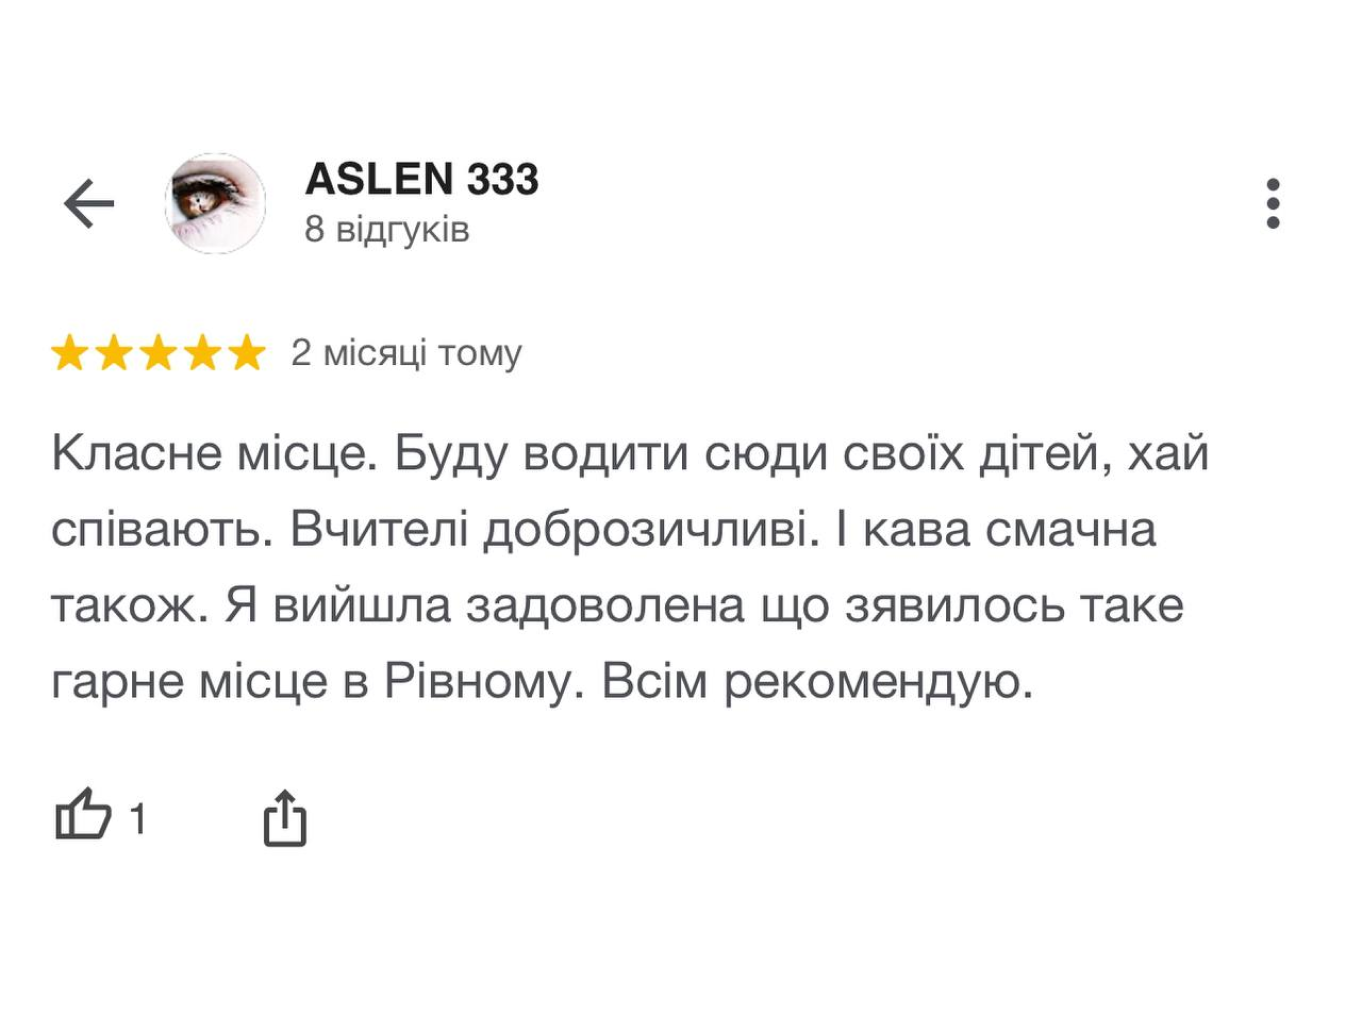 ASLEN 333
8 відгуків
2 місяці тому
Класне місце. Буду водити сюди своїх дітей, хай
співають. Вчителі доброзичливі. І кава смачна
також. Я вийшла задоволена що зявилось таке
гарне місце в Рівному. Всім рекомендую.
1